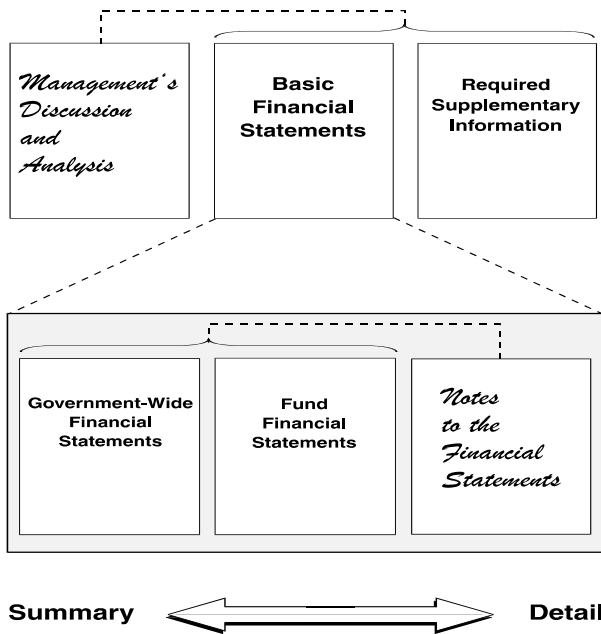 Management's
Discussion
and
Analysis
Basic
Financial
Statements
Required
Supplementary
Information
Government-Wide
Financial
Statements
Fund
Financial
Statements
Notes
to the
Financial
Statements
Summary
Detail